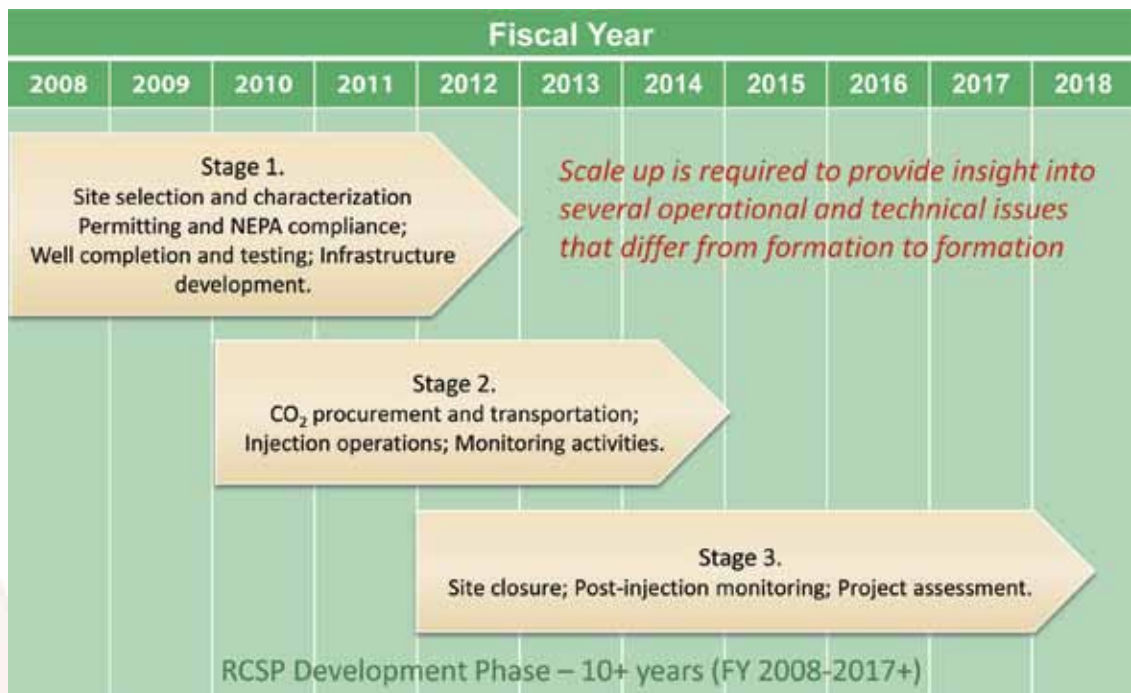 Fiscal Year
2008 2009 2010 2011 2012 2013 2014 2015 2016 2017 2018
Stage 1.
Site selection and characterization
Permitting and NEPA compliance;
Well completion and testing; Infrastructure
development.
Scale up is required to provide insight into
several operational and technical issues
that differ from formation to formation
Stage 2.
CO₂ procurement and transportation;
Injection operations; Monitoring activities.
Stage 3.
Site closure; Post-injection monitoring; Project assessment.
RCSP Development Phase – 10+ years (FY 2008-2017+)